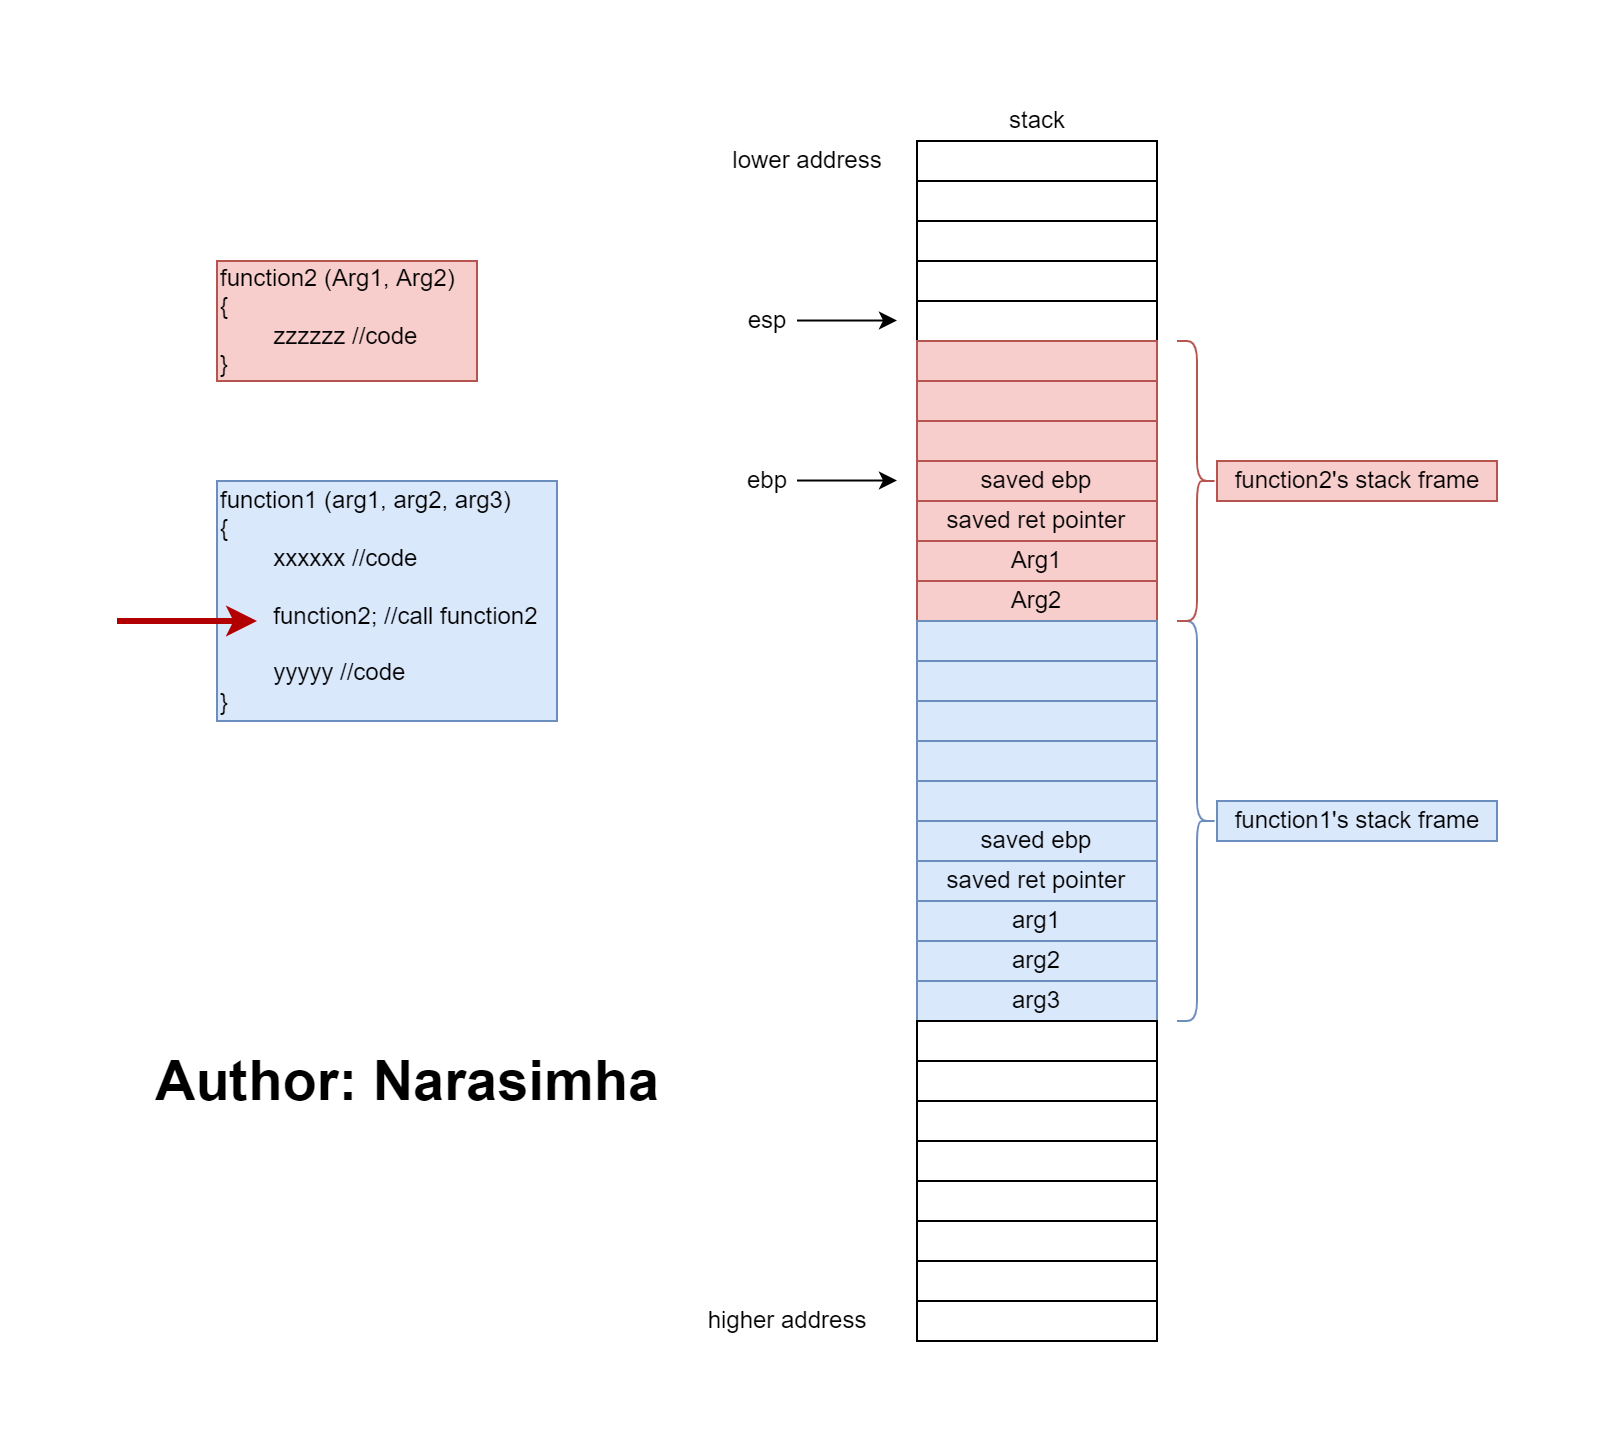 stack
lower address
function2 (Arg1, Arg2)
{
zzzzzz //code
}
esp
ebp
saved ebp
saved ret pointer
Arg1
Arg2
function2's stack frame
function1 (arg1, arg2, arg3)
{
xxxxxx //code
function2; //call function2
yyyyy //code
}
saved ebp
saved ret pointer
arg1
arg2
arg3
function1's stack frame
Author: Narasimha
higher address